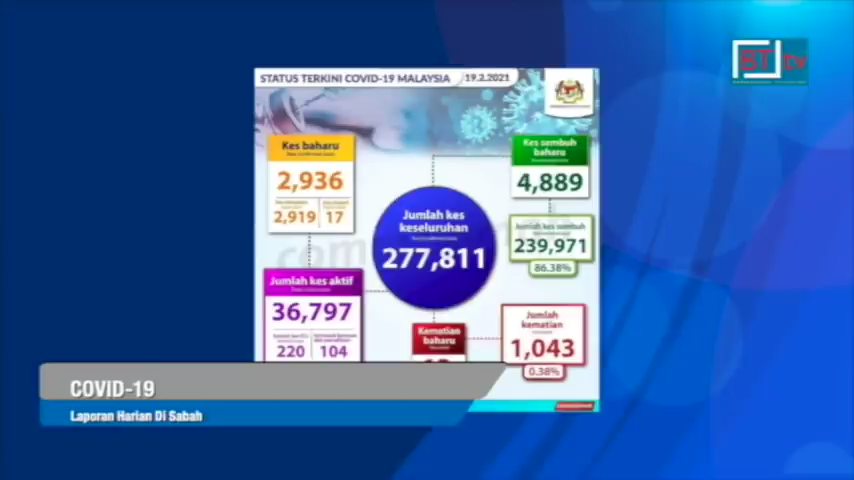 BT tv
STATUS TERKINI COVID-19 MALAYSIA 19.2.2021
Kes baharu
2,936
2,919 17
Kes sembuh
baharu
4,889
Jumlah kes
keseluruhan
277,811
Jumlah kes sembuh
239,971
86.38%
Jumlah kes aktif
36,797
220 104
Kematian
baharu
Jumlah
kematian
1,043
0.38%
COVID-19
Laporan Harian Di Sabah